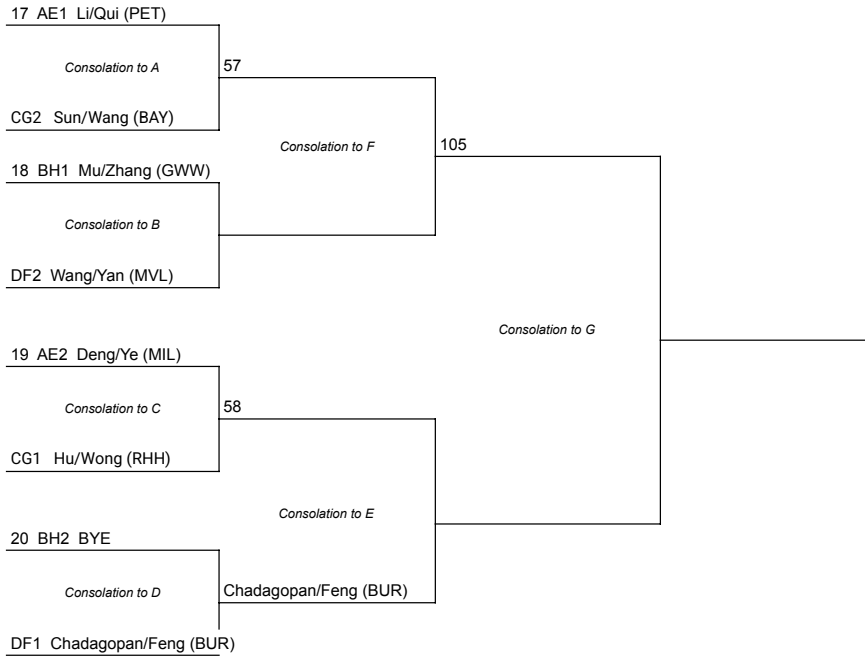 17 AE1 Li/Qui (PET)
Consolation to A
57
CG2 Sun/Wang (BAY)
Consolation to F
105
18 BH1 Mu/Zhang (GWW)
Consolation to B
DF2 Wang/Yan (MVL)
Consolation to G
19 AE2 Deng/Ye (MIL)
Consolation to C
58
CG1 Hu/Wong (RHH)
Consolation to E
20 BH2 BYE
Consolation to D
Chadagopan/Feng (BUR)
DF1 Chadagopan/Feng (BUR)